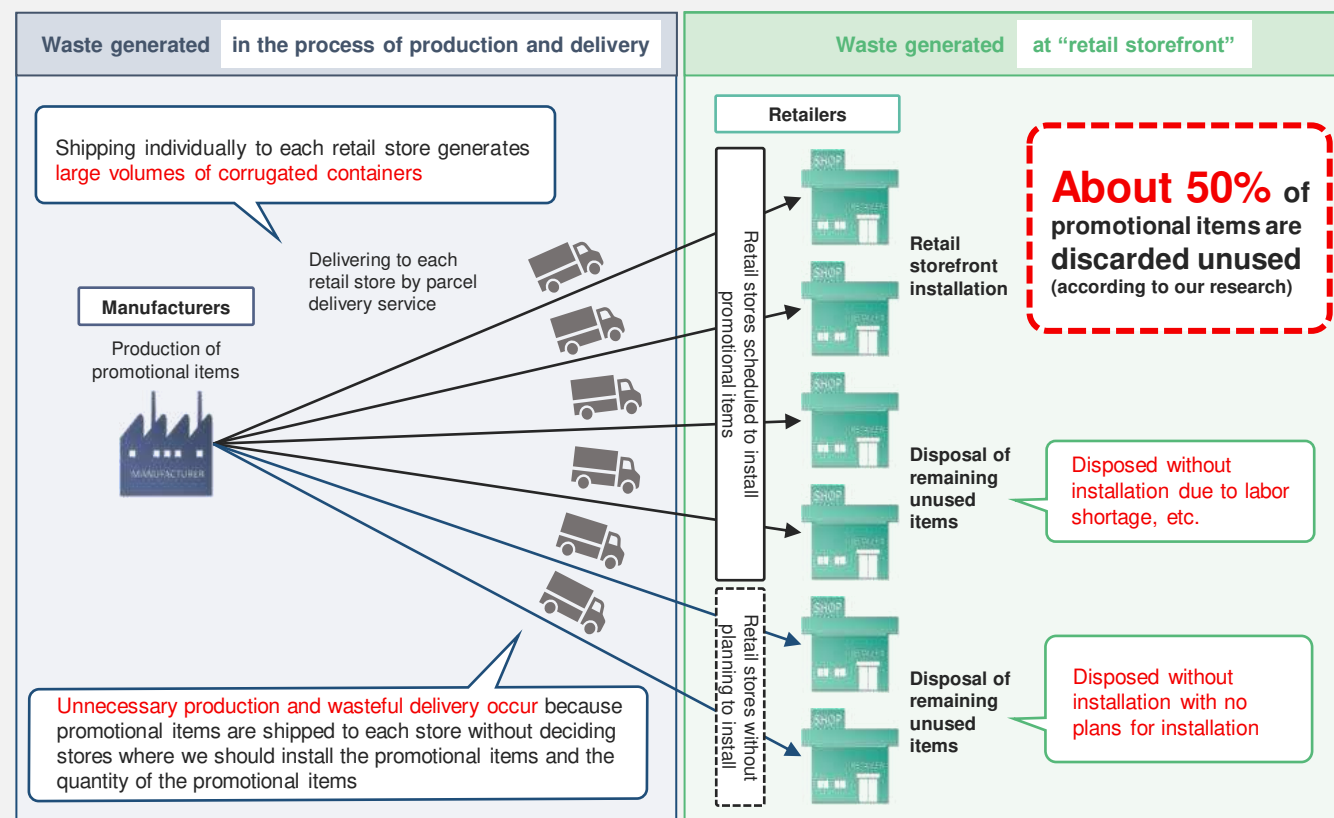 Waste generated in the process of production and delivery
Waste generated at “retail storefront”
Shipping individually to each retail store generates
large volumes of corrugated containers
Delivering to each
retail store by parcel
delivery service
Manufacturers
Production of
promotional items
MANUFACTURER
Unnecessary production and wasteful delivery occur because
promotional items are shipped to each store without deciding
stores where we should install the promotional items and the
quantity of the promotional items
Retailers
Retail stores scheduled to install
promotional items
Retail stores without
planning to install
SHOP
SHOP
SHOP
SHOP
SHOP
SHOP
Retail
storefront
installation
About 50% of
promotional items are
discarded unused
(according to our research)
Disposal of
remaining
unused
items
Disposed without
installation due to labor
shortage, etc.
Disposal of
remaining
unused
items
Disposed without
installation with no
plans for installation